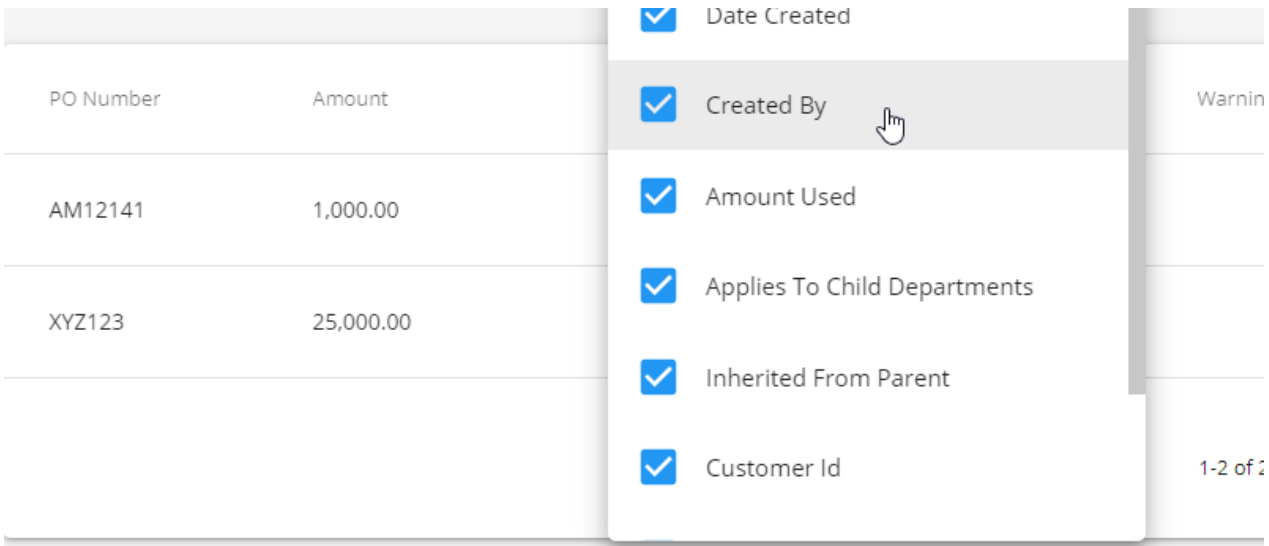 Date Created
PO Number Amount Created By Warnin
AM12141 1,000.00 Amount Used
Applies To Child Departments
XYZ123 25,000.00
Inherited From Parent
Customer Id 1-2 of 2